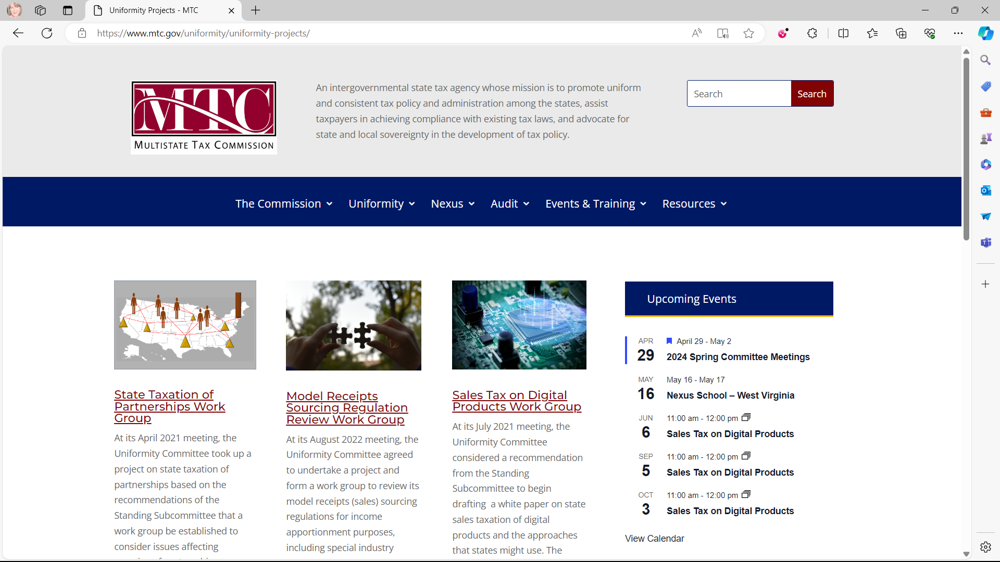 Uniformity Projects - MTC
https://www.mtc.gov/uniformity/uniformity-projects/
MTC
MULTISTATE TAX COMMISSION
An intergovernmental state tax agency whose mission is to promote uniform
and consistent tax policy and administration among the states, assist
taxpayers in achieving compliance with existing tax laws, and advocate for
state and local sovereignty in the development of tax policy.
Search
Search
The Commission
Uniformity
Nexus
Audit
Events & Training
Resources
State Taxation of
Partnerships Work
Group
At its April 2021 meeting, the
Uniformity Committee took up a
project on state taxation of
partnerships based on the
recommendations of the
Standing Subcommittee that a
work group be established to
consider issues affecting
Model Receipts
Sourcing Regulation
Review Work Group
At its August 2022 meeting, the
Uniformity Committee agreed
to undertake a project and
form a work group to review its
model receipts (sales) sourcing
regulations for income
apportionment purposes,
including special industry
Sales Tax on Digital
Products Work Group
At its July 2021 meeting, the
Uniformity Committee
considered a recommendation
from the Standing
Subcommittee to begin
drafting  a white paper on state
sales taxation of digital
products and the approaches
that states might use. The
Upcoming Events
APR
29
April 29 - May 2
2024 Spring Committee Meetings
MAY
16
May 16 - May 17
Nexus School – West Virginia
JUN
6
11:00 am - 12:00 pm
Sales Tax on Digital Products
SEP
5
11:00 am - 12:00 pm
Sales Tax on Digital Products
OCT
3
11:00 am - 12:00 pm
Sales Tax on Digital Products
View Calendar